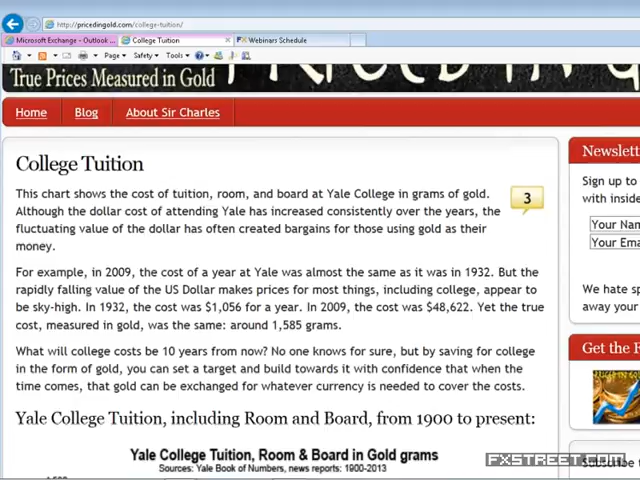 http://pricedingold.com/college-tuition/
Microsoft Exchange - Outlook ...
College Tuition
Webinars Schedule
Page
Safety
Tools
True Prices Measured in Gold
Home
Blog
About Sir Charles
College Tuition
This chart shows the cost of tuition, room, and board at Yale College in grams of gold.
3
Although the dollar cost of attending Yale has increased consistently over the years, the
fluctuating value of the dollar has often created bargains for those using gold as their
money.
For example, in 2009, the cost of a year at Yale was almost the same as it was in 1932. But the
rapidly falling value of the US Dollar makes prices for most things, including college, appear to
be sky-high. In 1932, the cost was $1,056 for a year. In 2009, the cost was $48,622. Yet the true
cost, measured in gold, was the same: around 1,585 grams.
What will college costs be 10 years from now? No one knows for sure, but by saving for college
in the form of gold, you can set a target and build towards it with confidence that when the
time comes, that gold can be exchanged for whatever currency is needed to cover the costs.
Yale College Tuition, including Room and Board, from 1900 to present:
Yale College Tuition, Room & Board in Gold grams
Sources: Yale Book of Numbers, news reports: 1900-2013
Newslett
Sign up to
with inside
Your Nam
Your Ema
We hate sp
away your
Get the F
Subscribe to
FXSTREET.COM